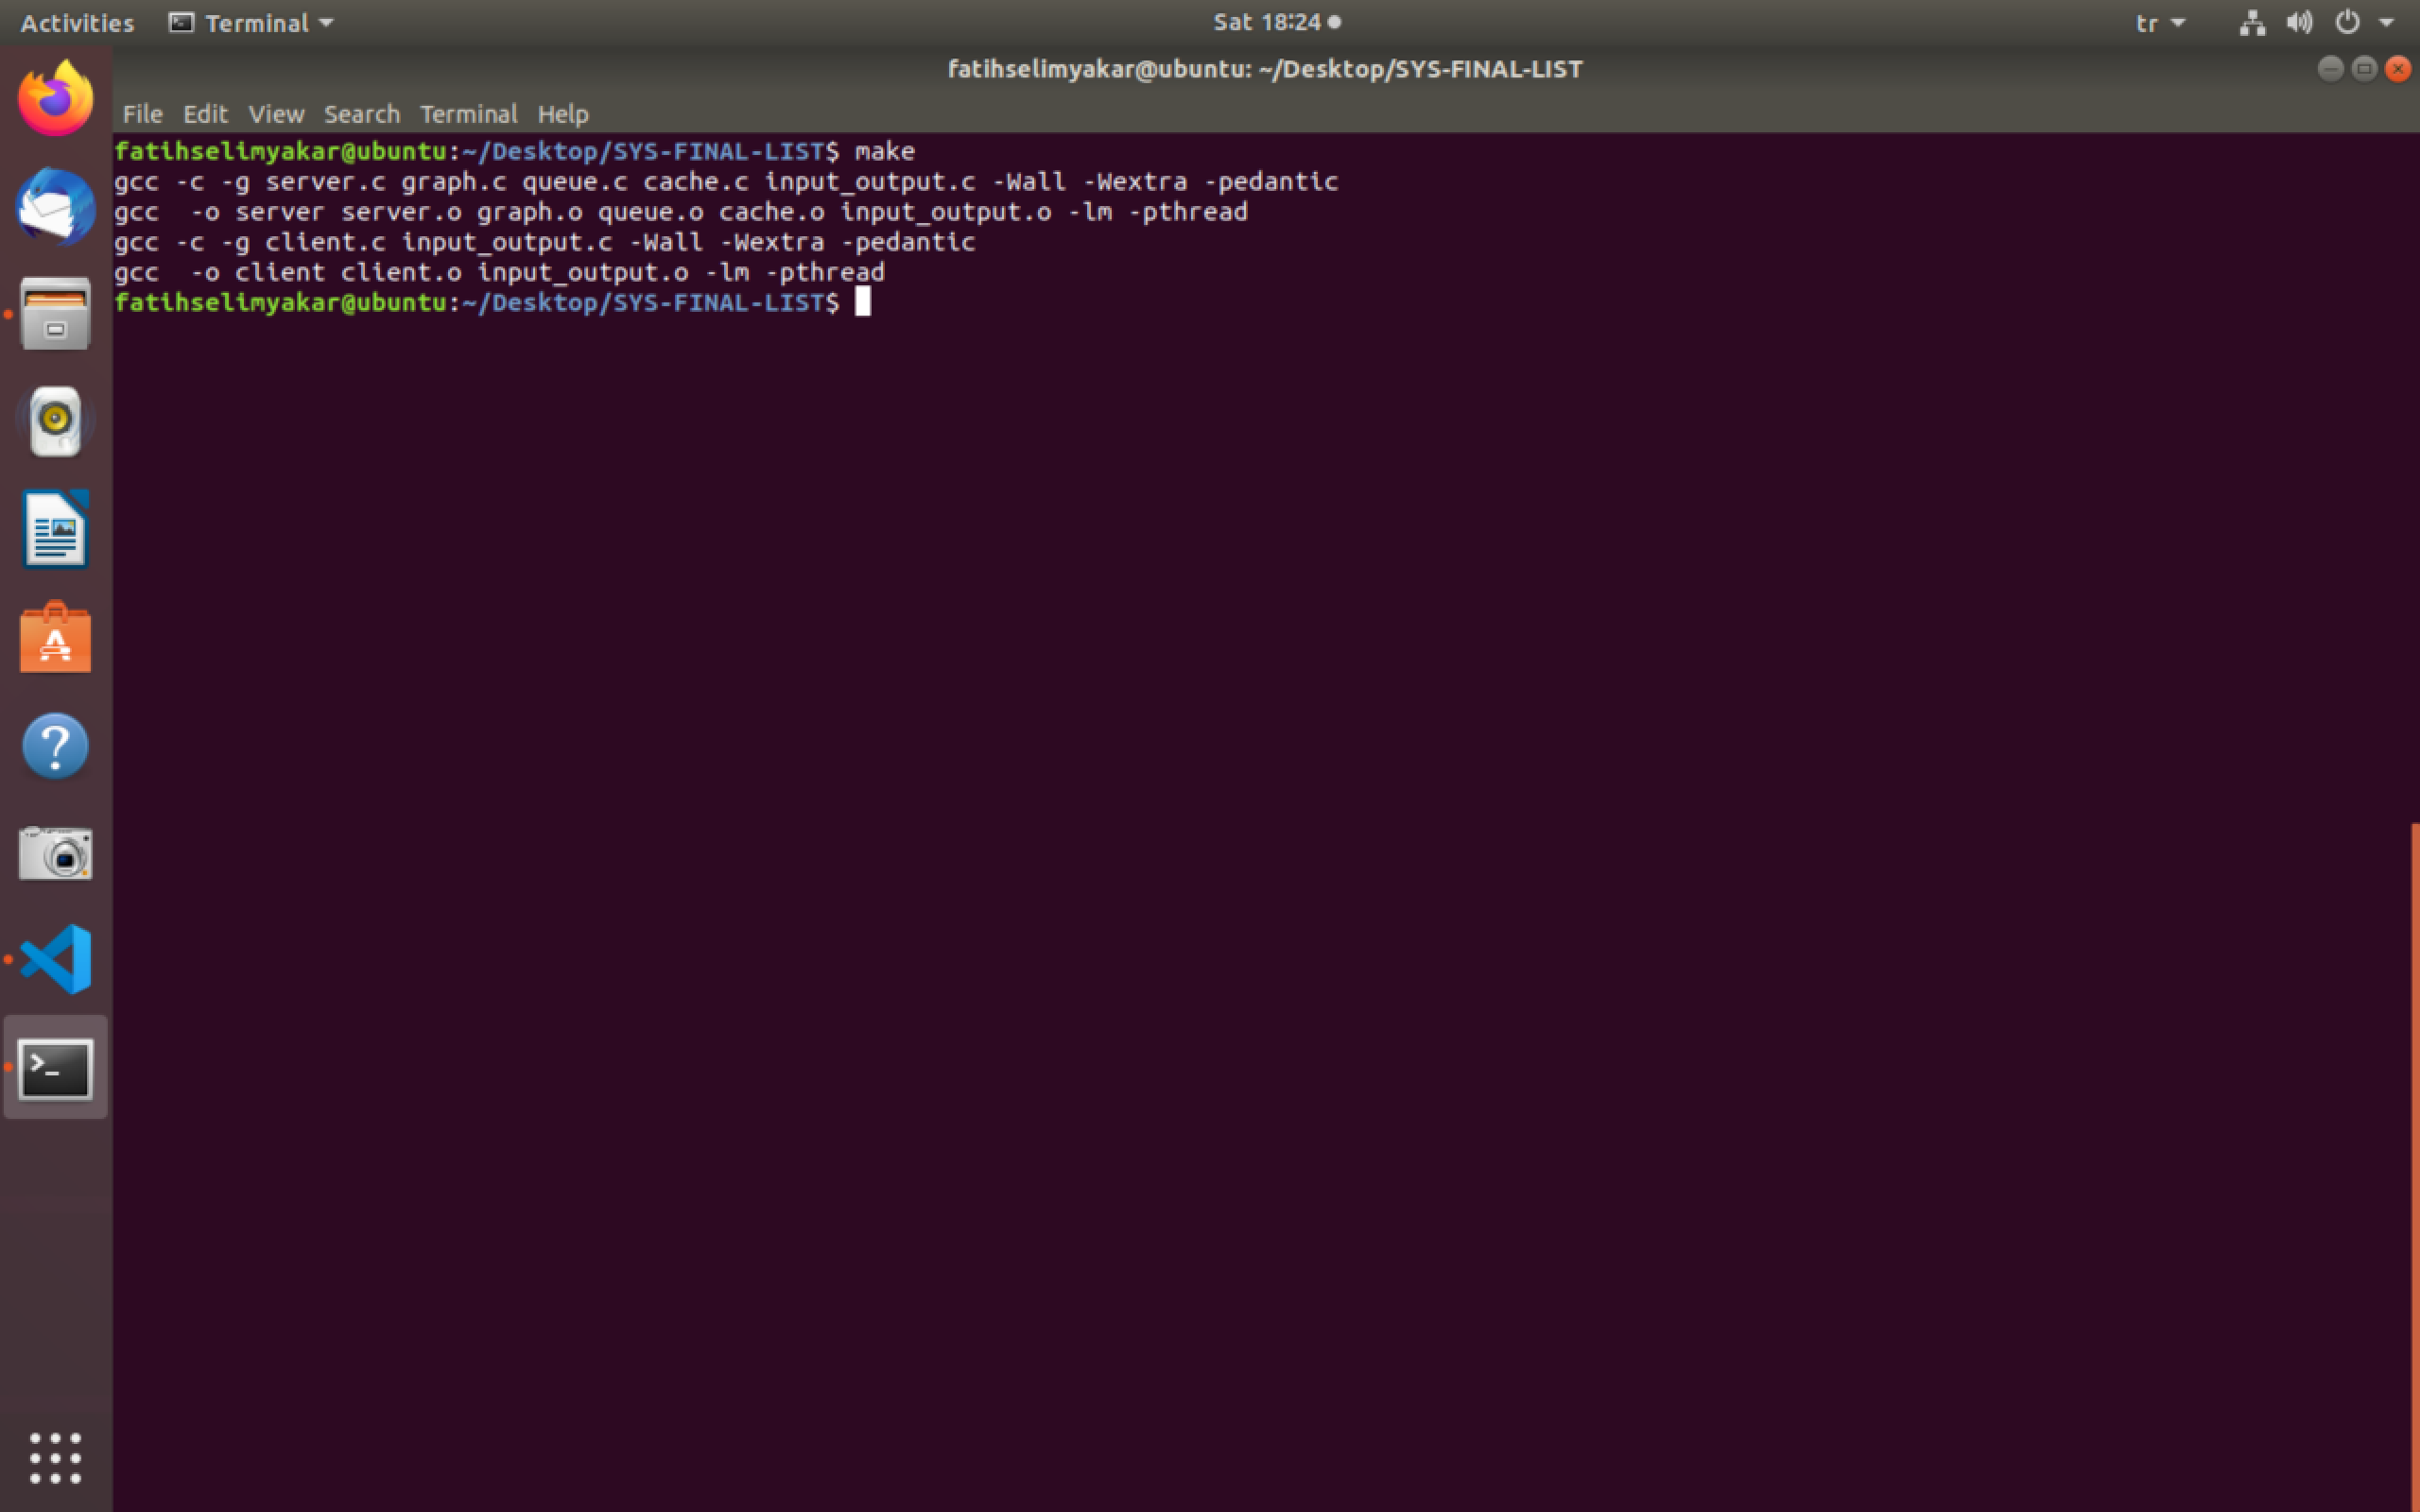 Activities Terminal Sat 18:24 tr
fatihselimyakar@ubuntu: ~/Desktop/SYS-FINAL-LIST
File Edit View Search Terminal Help
fatihselimyakar@ubuntu:~/Desktop/SYS-FINAL-LIST$ make
gcc -c -g server.c graph.c queue.c cache.c input_output.c -Wall -Wextra -pedantic
gcc  -o server server.o graph.o queue.o cache.o input_output.o -lm -pthread
gcc -c -g client.c input_output.c -Wall -Wextra -pedantic
gcc  -o client client.o input_output.o -lm -pthread
fatihselimyakar@ubuntu:~/Desktop/SYS-FINAL-LIST$